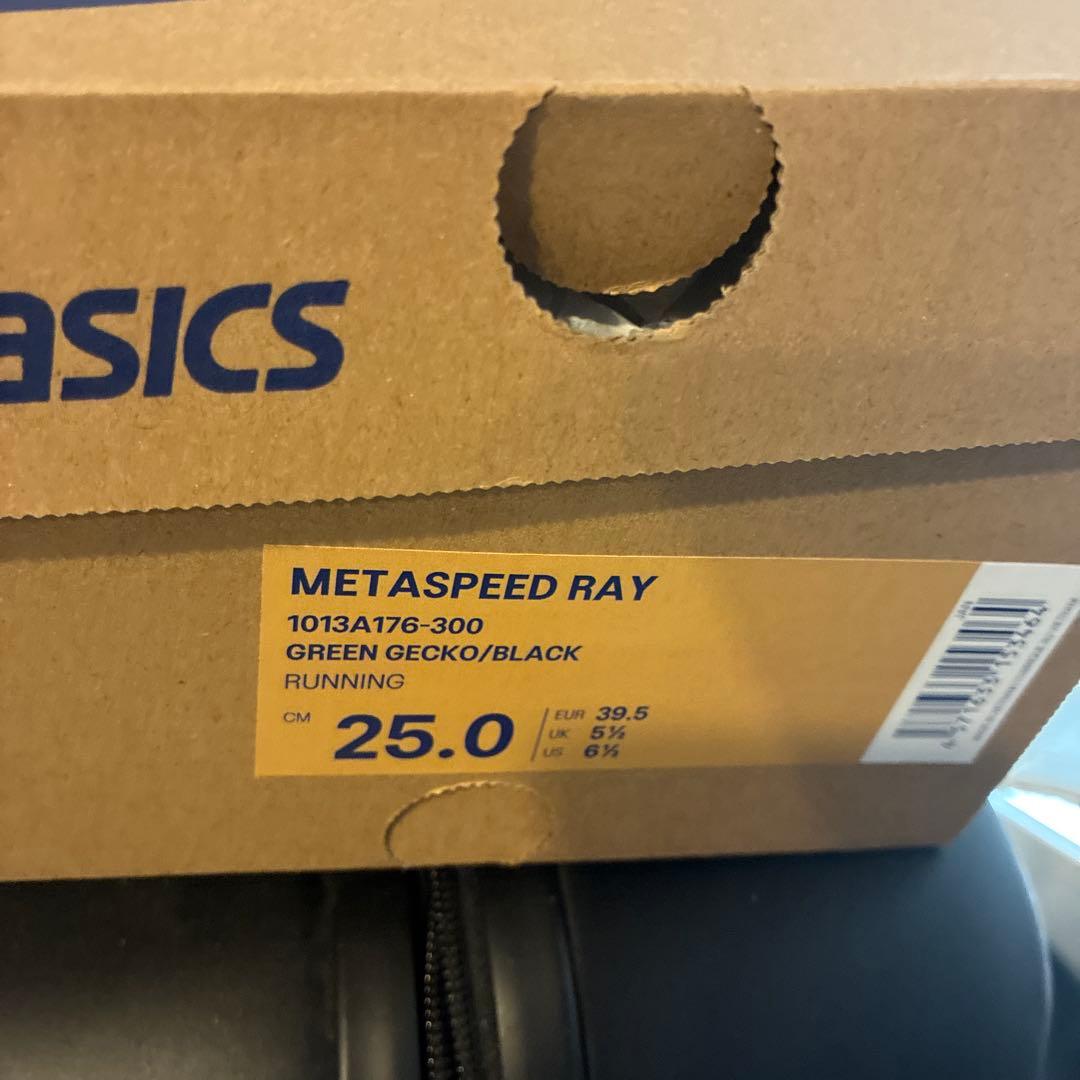 asics
METASPEED RAY
1013A176-300
GREEN GECKO/BLACK
RUNNING
CM 25.0
EUR 39.5
UK 5½
US 6½
JAN